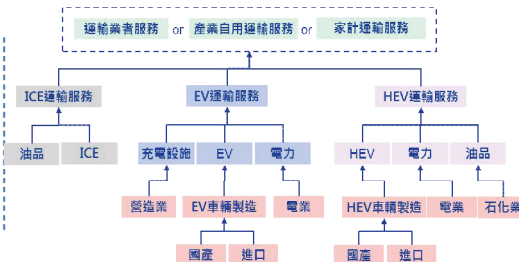 運輸業者服務 or 產業自用運輸服務 or 家計運輸服務
ICE運輸服務 EV運輸服務 HEV運輸服務
油品 ICE 充電設施 EV 電力 HEV 電力 油品
營造業 EV車輛製造 電業 HEV車輛製造 電業 石化業
國產 進口 國產 進口